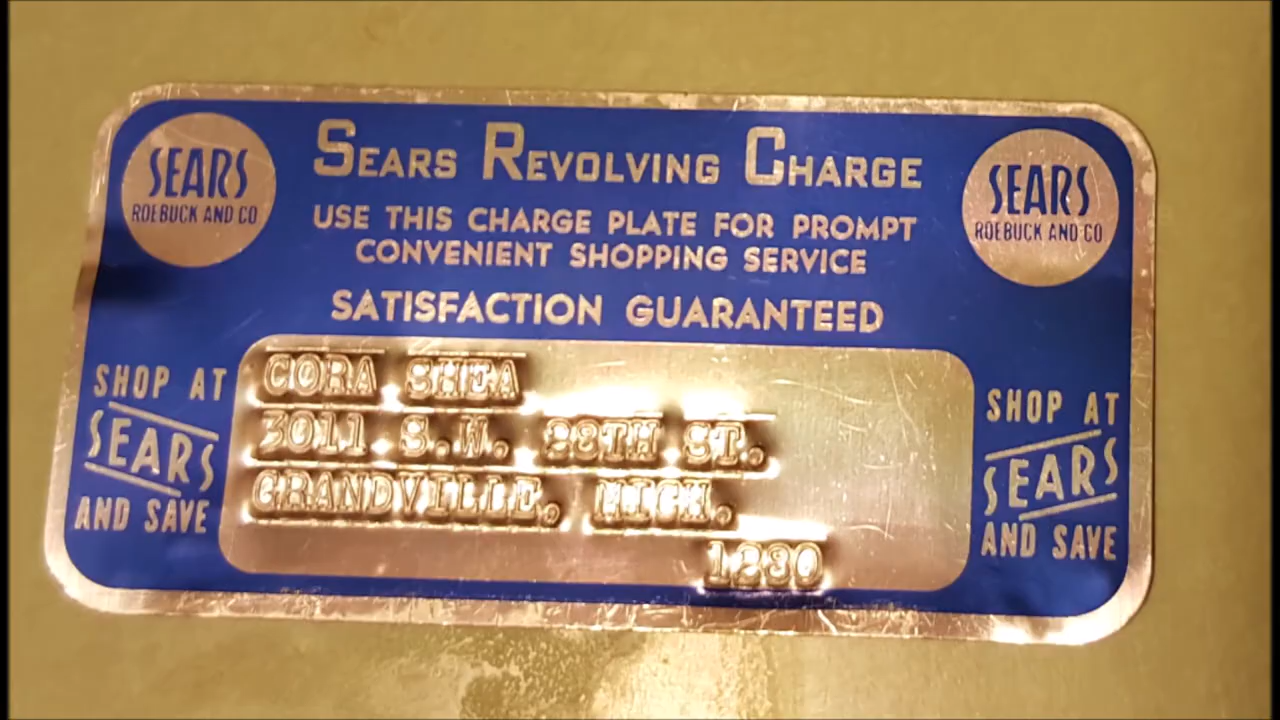 SEARS
ROEBUCK AND CO
SEARS REVOLVING CHARGE
USE THIS CHARGE PLATE FOR PROMPT
CONVENIENT SHOPPING SERVICE
SATISFACTION GUARANTEED
SEARS
ROEBUCK AND CO.
SHOP AT
SEARS
AND SAVE
CORA SHEA
3011 S.W. 28TH ST.
GRANDVILLE, MICH.
1230
SHOP AT
SEARS
AND SAVE